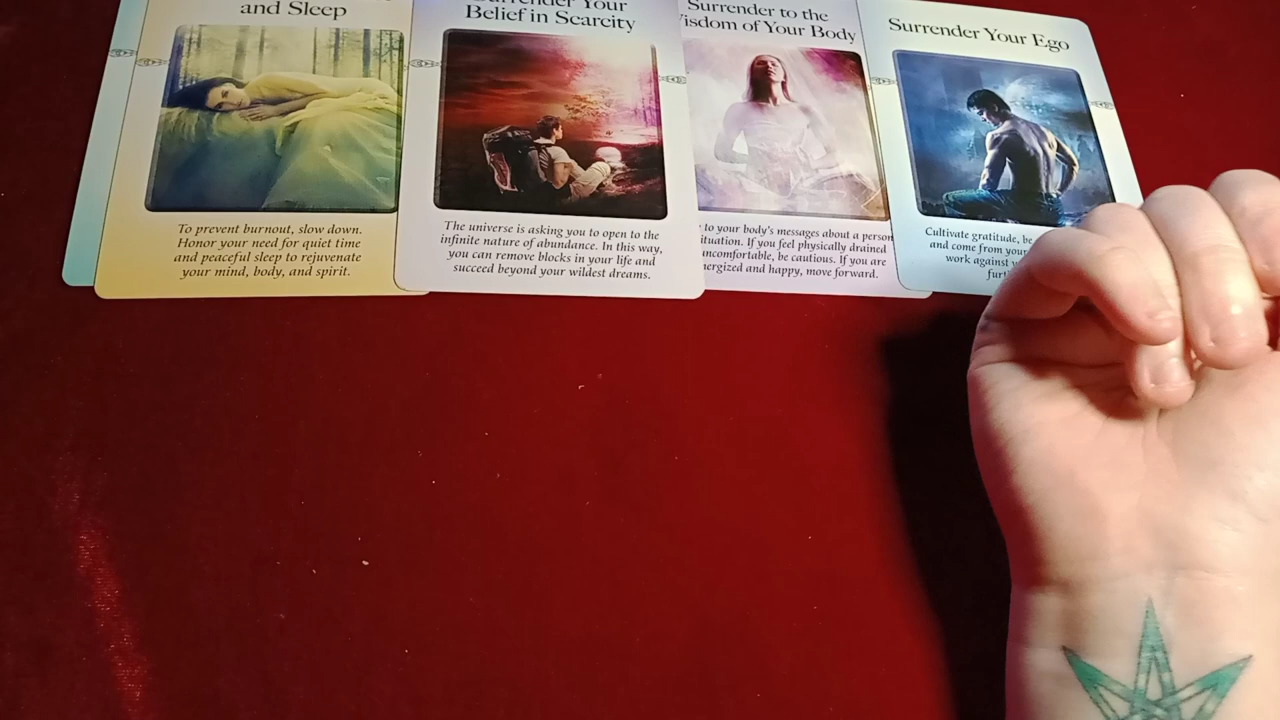 and Sleep
To prevent burnout, slow down.
Honor your need for quiet time
and peaceful sleep to rejuvenate
your mind, body, and spirit.
Surrender Your
Belief in Scarcity
The universe is asking you to open to the
infinite nature of abundance. In this way,
you can remove blocks in your life and
succeed beyond your wildest dreams.
Surrender to the
Wisdom of Your Body
to your body's messages about a person
ituation. If you feel physically drained
uncomfortable, be cautious. If you are
nergized and happy, move forward.
Surrender Your Ego
Cultivate gratitude, be
and come from your
work against